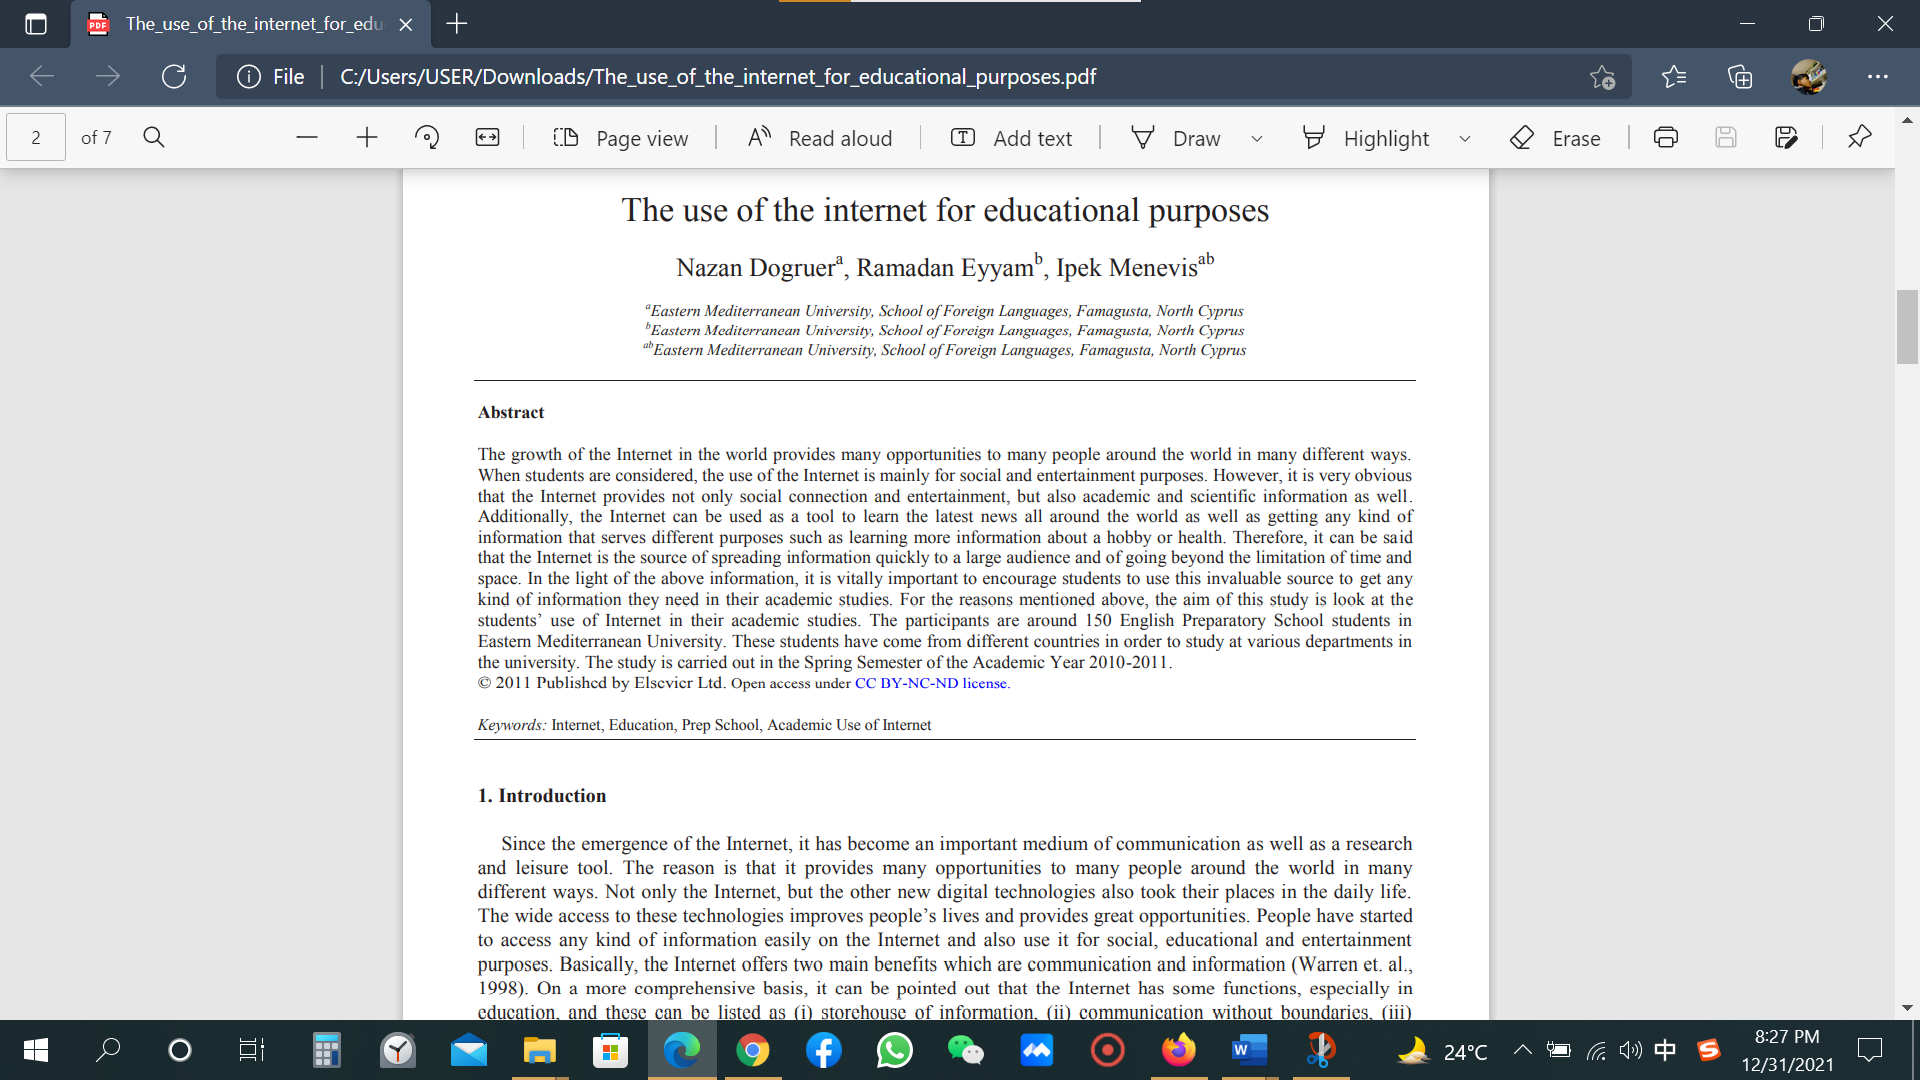 The_use_of_the_internet_for_edu
File C:/Users/USER/Downloads/The_use_of_the_internet_for_educational_purposes.pdf
2 of 7 Page view Read aloud Add text Draw Highlight Erase
The use of the internet for educational purposes
Nazan Dogruerª, Ramadan Eyyamᵇ, Ipek Menevisᵃᵇ
ᵃEastern Mediterranean University, School of Foreign Languages, Famagusta, North Cyprus
ᵇEastern Mediterranean University, School of Foreign Languages, Famagusta, North Cyprus
ᵃᵇEastern Mediterranean University, School of Foreign Languages, Famagusta, North Cyprus
Abstract
The growth of the Internet in the world provides many opportunities to many people around the world in many different ways.
When students are considered, the use of the Internet is mainly for social and entertainment purposes. However, it is very obvious
that the Internet provides not only social connection and entertainment, but also academic and scientific information as well.
Additionally, the Internet can be used as a tool to learn the latest news all around the world as well as getting any kind of
information that serves different purposes such as learning more information about a hobby or health. Therefore, it can be said
that the Internet is the source of spreading information quickly to a large audience and of going beyond the limitation of time and
space. In the light of the above information, it is vitally important to encourage students to use this invaluable source to get any
kind of information they need in their academic studies. For the reasons mentioned above, the aim of this study is look at the
students' use of Internet in their academic studies. The participants are around 150 English Preparatory School students in
Eastern Mediterranean University. These students have come from different countries in order to study at various departments in
the university. The study is carried out in the Spring Semester of the Academic Year 2010-2011.
© 2011 Published by Elsevier Ltd. Open access under CC BY-NC-ND license.
Keywords: Internet, Education, Prep School, Academic Use of Internet
1. Introduction
Since the emergence of the Internet, it has become an important medium of communication as well as a research
and leisure tool. The reason is that it provides many opportunities to many people around the world in many
different ways. Not only the Internet, but the other new digital technologies also took their places in the daily life.
The wide access to these technologies improves people's lives and provides great opportunities. People have started
to access any kind of information easily on the Internet and also use it for social, educational and entertainment
purposes. Basically, the Internet offers two main benefits which are communication and information (Warren et. al.,
1998). On a more comprehensive basis, it can be pointed out that the Internet has some functions, especially in
education, and these can be listed as (i) storehouse of information, (ii) communication without boundaries, (iii)
24°C 中 8:27 PM
12/31/2021